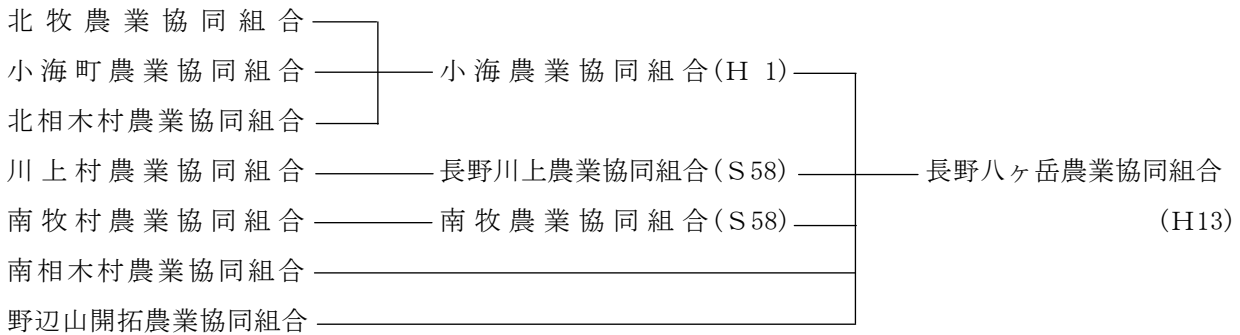 北牧農業協同組合
小海町農業協同組合 小海農業協同組合(H 1)
北相木村農業協同組合
川上村農業協同組合 長野川上農業協同組合(S58) 長野八ヶ岳農業協同組合
南牧村農業協同組合 南牧農業協同組合(S58) (H13)
南相木村農業協同組合
野辺山開拓農業協同組合